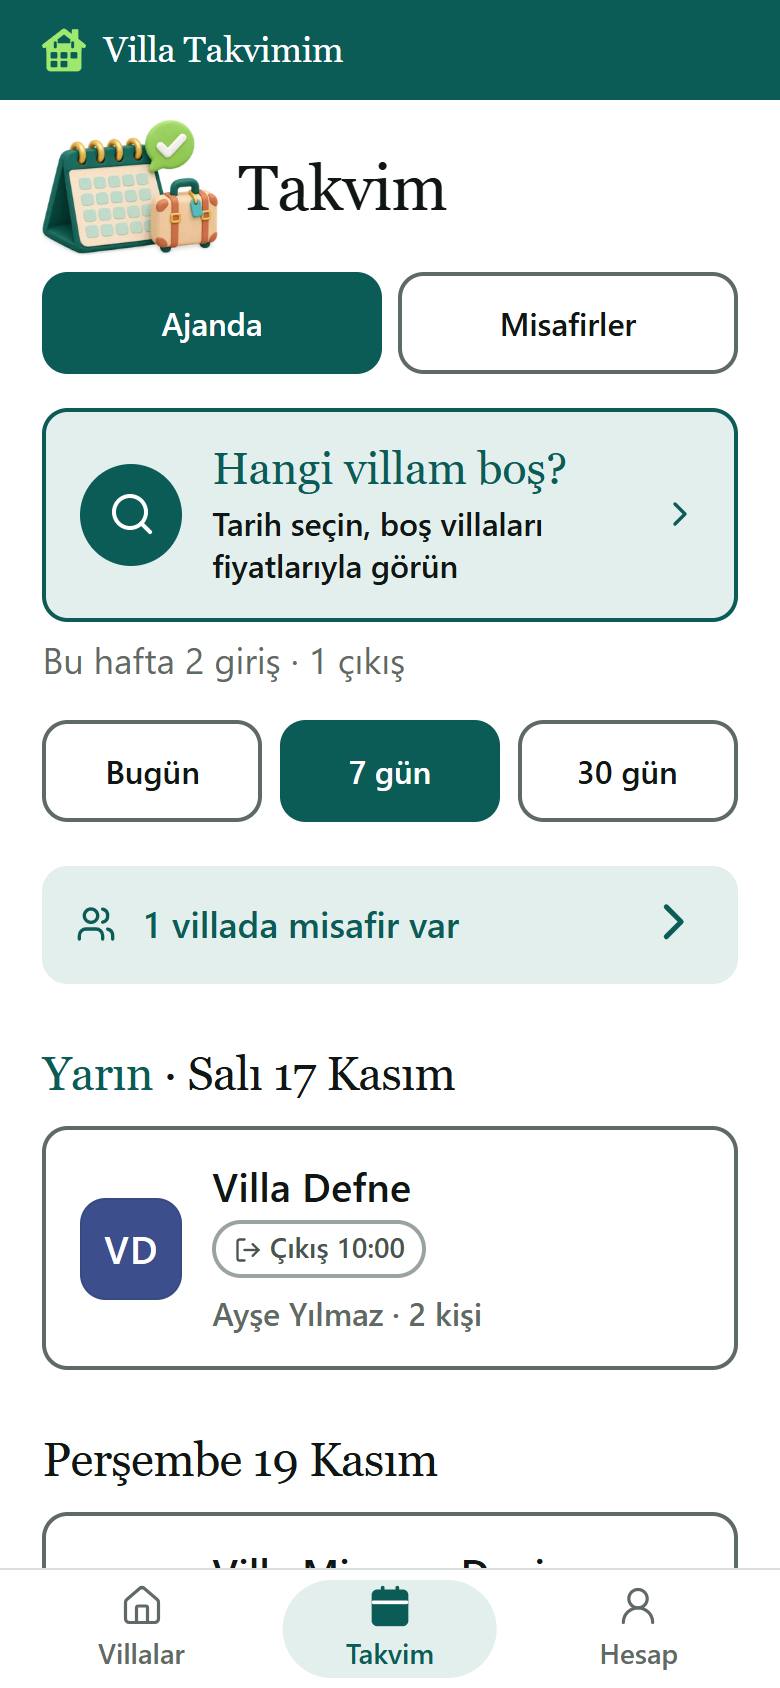 Villa Takvimim
Takvim
Ajanda
Misafirler
Hangi villam boş?
Tarih seçin, boş villaları
fiyatlarıyla görün
Bu hafta 2 giriş · 1 çıkış
Bugün
7 gün
30 gün
1 villada misafir var
Yarın · Salı 17 Kasım
VD
Villa Defne
Çıkış 10:00
Ayşe Yılmaz · 2 kişi
Perşembe 19 Kasım
Villalar
Takvim
Hesap